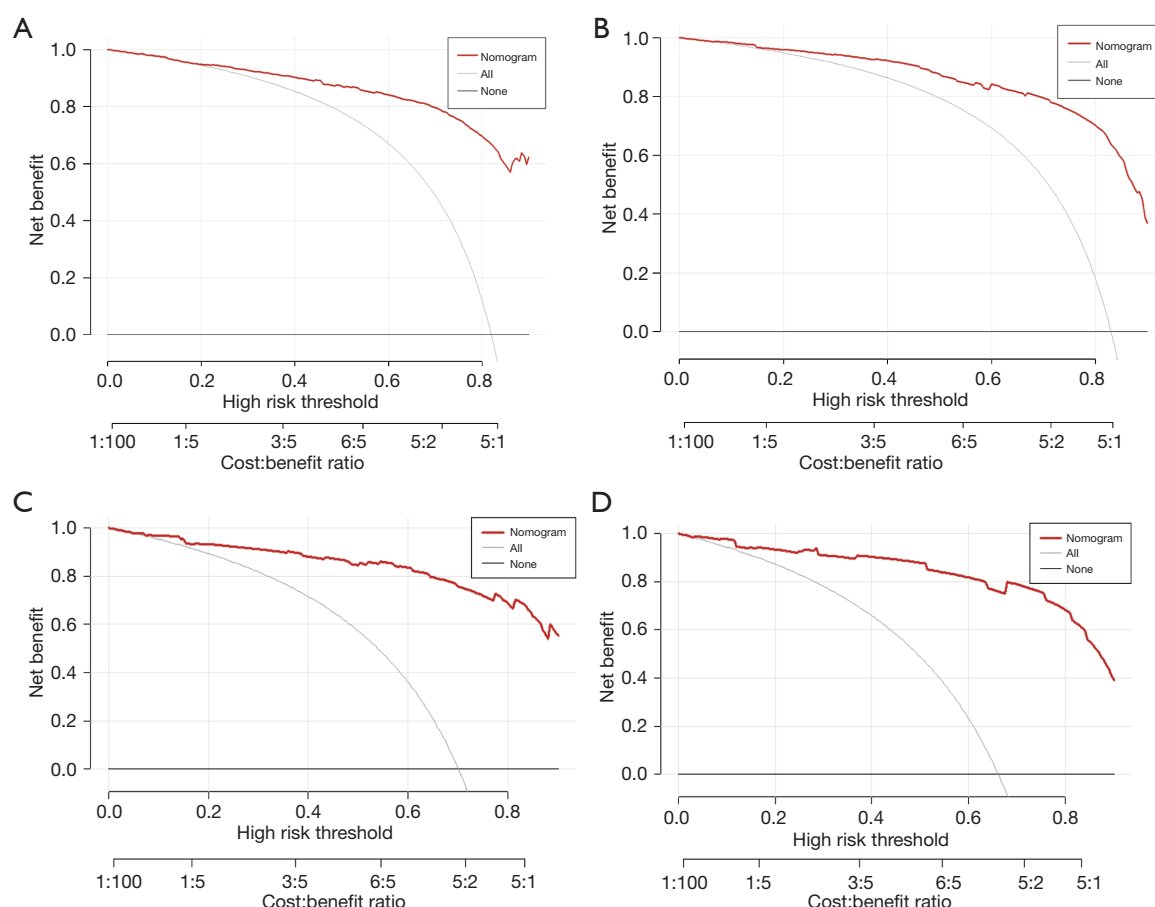 A
Nomogram
All
None
1.0
0.8
0.6
0.4
0.2
0.0
Net benefit
0.0 0.2 0.4 0.6 0.8
High risk threshold
1:100 1:5 3:5 6:5 5:2 5:1
Cost:benefit ratio
B
Nomogram
All
None
1.0
0.8
0.6
0.4
0.2
0.0
Net benefit
0.0 0.2 0.4 0.6 0.8
High risk threshold
1:100 1:5 3:5 6:5 5:2 5:1
Cost:benefit ratio
C
Nomogram
All
None
1.0
0.8
0.6
0.4
0.2
0.0
Net benefit
0.0 0.2 0.4 0.6 0.8
High risk threshold
1:100 1:5 3:5 6:5 5:2 5:1
Cost:benefit ratio
D
Nomogram
All
None
1.0
0.8
0.6
0.4
0.2
0.0
Net benefit
0.0 0.2 0.4 0.6 0.8
High risk threshold
1:100 1:5 3:5 6:5 5:2 5:1
Cost:benefit ratio